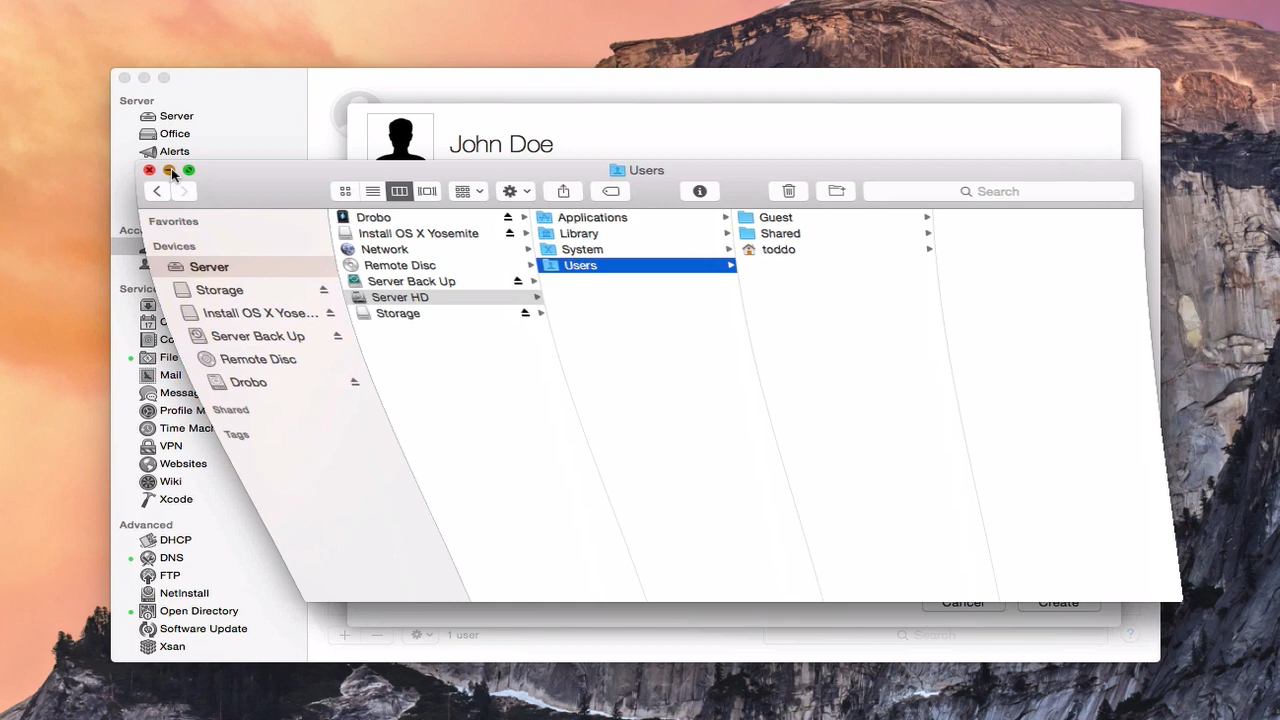 Server
Server
Office
Alerts
John Doe
Users
Search
Favorites
Devices
Server
Storage
Install OS X Yose...
Server Back Up
Remote Disc
Drobo
Shared
Tags
Drobo
Install OS X Yosemite
Network
Remote Disc
Server Back Up
Server HD
Storage
Applications
Library
System
Users
Guest
Shared
toddo
File
Mail
Profile M
VPN
Websites
Wiki
Xcode
Advanced
DHCP
DNS
FTP
NetInstall
Open Directory
Software Update
Xsan
Cancel
Create
1 user
Search